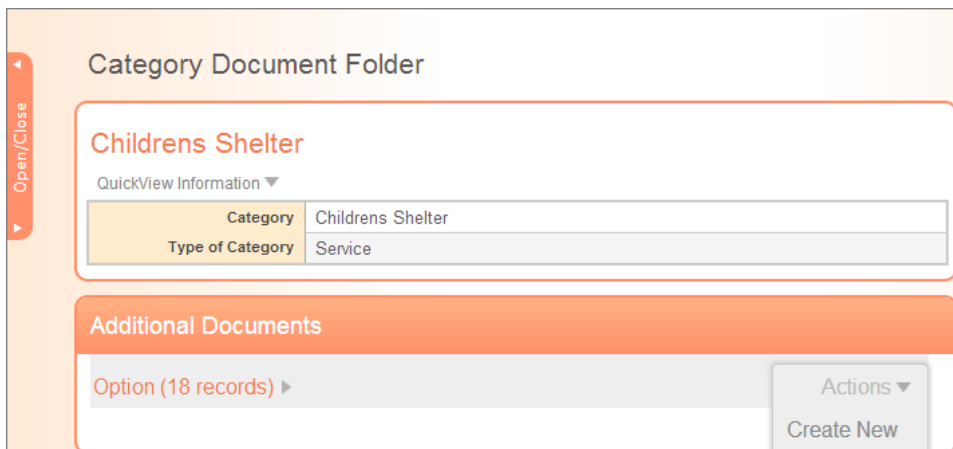 Category Document Folder
Open/Close
Childrens Shelter
QuickView Information
Category Childrens Shelter
Type of Category Service
Additional Documents
Option (18 records) Actions
Create New